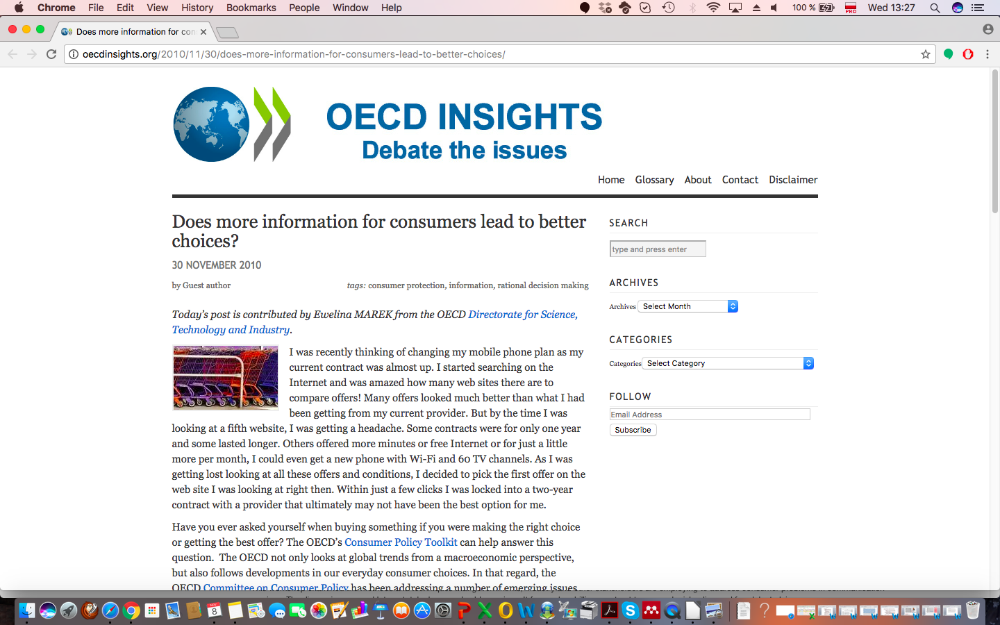 Chrome File Edit View History Bookmarks People Window Help 100 % PRO Wed 13:27
Does more information for con
oecdinsights.org/2010/11/30/does-more-information-for-consumers-lead-to-better-choices/
OECD INSIGHTS
Debate the issues
Home Glossary About Contact Disclaimer
Does more information for consumers lead to better
choices?
30 NOVEMBER 2010
by Guest author tags: consumer protection, information, rational decision making
Today's post is contributed by Ewelina MAREK from the OECD Directorate for Science,
Technology and Industry.
I was recently thinking of changing my mobile phone plan as my
current contract was almost up. I started searching on the
Internet and was amazed how many web sites there are to
compare offers! Many offers looked much better than what I had
been getting from my current provider. But by the time I was
looking at a fifth website, I was getting a headache. Some contracts were for only one year
and some lasted longer. Others offered more minutes or free Internet or for just a little
more per month, I could even get a new phone with Wi-Fi and 60 TV channels. As I was
getting lost looking at all these offers and conditions, I decided to pick the first offer on the
web site I was looking at right then. Within just a few clicks I was locked into a two-year
contract with a provider that ultimately may not have been the best option for me.
Have you ever asked yourself when buying something if you were making the right choice
or getting the best offer? The OECD's Consumer Policy Toolkit can help answer this
question.  The OECD not only looks at global trends from a macroeconomic perspective,
but also follows developments in our everyday consumer choices. In that regard, the
OECD Committee on Consumer Policy has been addressing a number of emerging issues
SEARCH
type and press enter
ARCHIVES
Archives Select Month
CATEGORIES
Categories Select Category
FOLLOW
Email Address
Subscribe
NOV
8